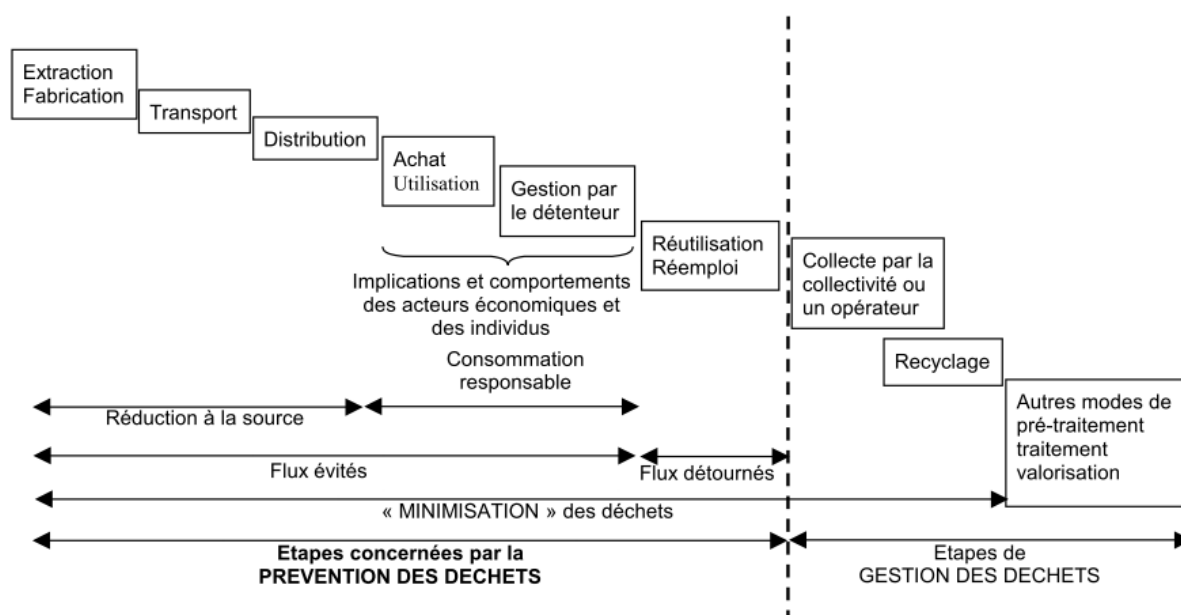 Extraction
Fabrication
Transport
Distribution
Achat
Utilisation
Gestion par
le détenteur
Réutilisation
Réemploi
Collecte par la
collectivité ou
un opérateur
Recyclage
Autres modes de
pré-traitement
traitement
valorisation
Implications et comportements
des acteurs économiques et
des individus
Consommation
responsable
Réduction à la source
Flux évités
Flux détournés
« MINIMISATION » des déchets
Etapes concernées par la
PREVENTION DES DECHETS
Etapes de
GESTION DES DECHETS